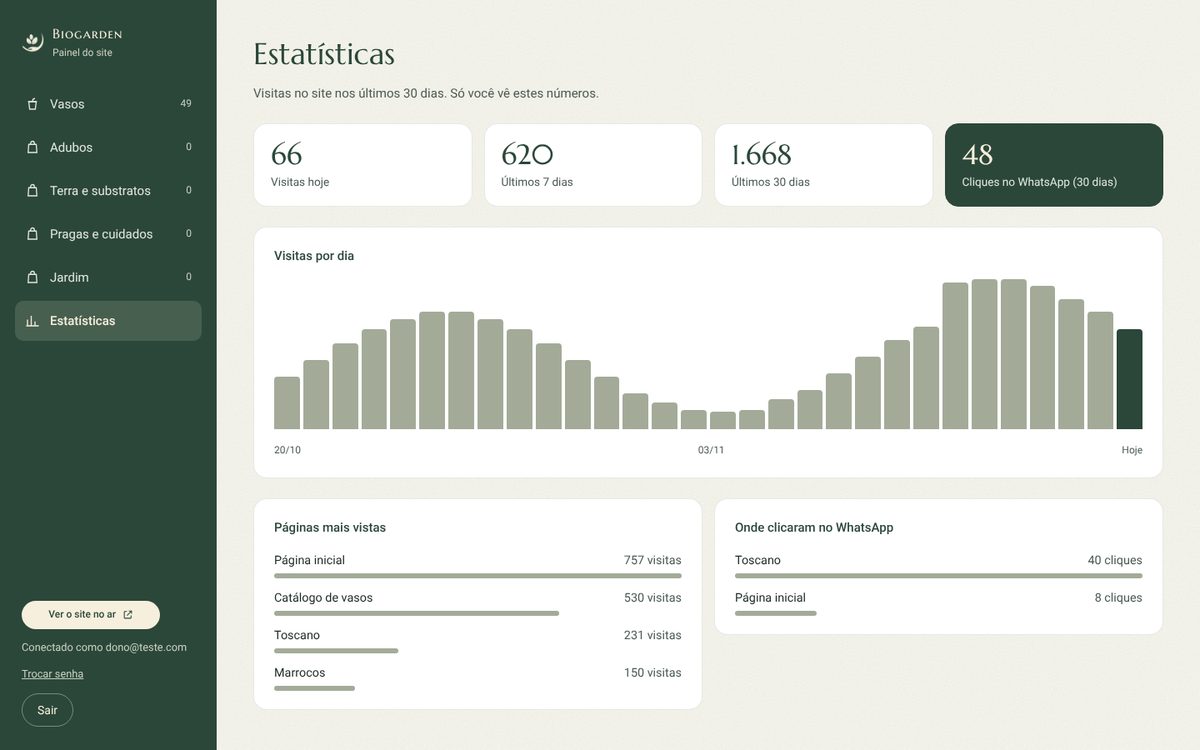 Biogarden
Painel do site
Vasos 49
Adubos 0
Terra e substratos 0
Pragas e cuidados 0
Jardim 0
Estatísticas
Ver o site no ar
Conectado como dono@teste.com
Trocar senha
Sair
Estatísticas
Visitas no site nos últimos 30 dias. Só você vê estes números.
66
Visitas hoje
620
Últimos 7 dias
1.668
Últimos 30 dias
48
Cliques no WhatsApp (30 dias)
Visitas por dia
20/10 03/11 Hoje
Páginas mais vistas
Página inicial 757 visitas
Catálogo de vasos 530 visitas
Toscano 231 visitas
Marrocos 150 visitas
Onde clicaram no WhatsApp
Toscano 40 cliques
Página inicial 8 cliques